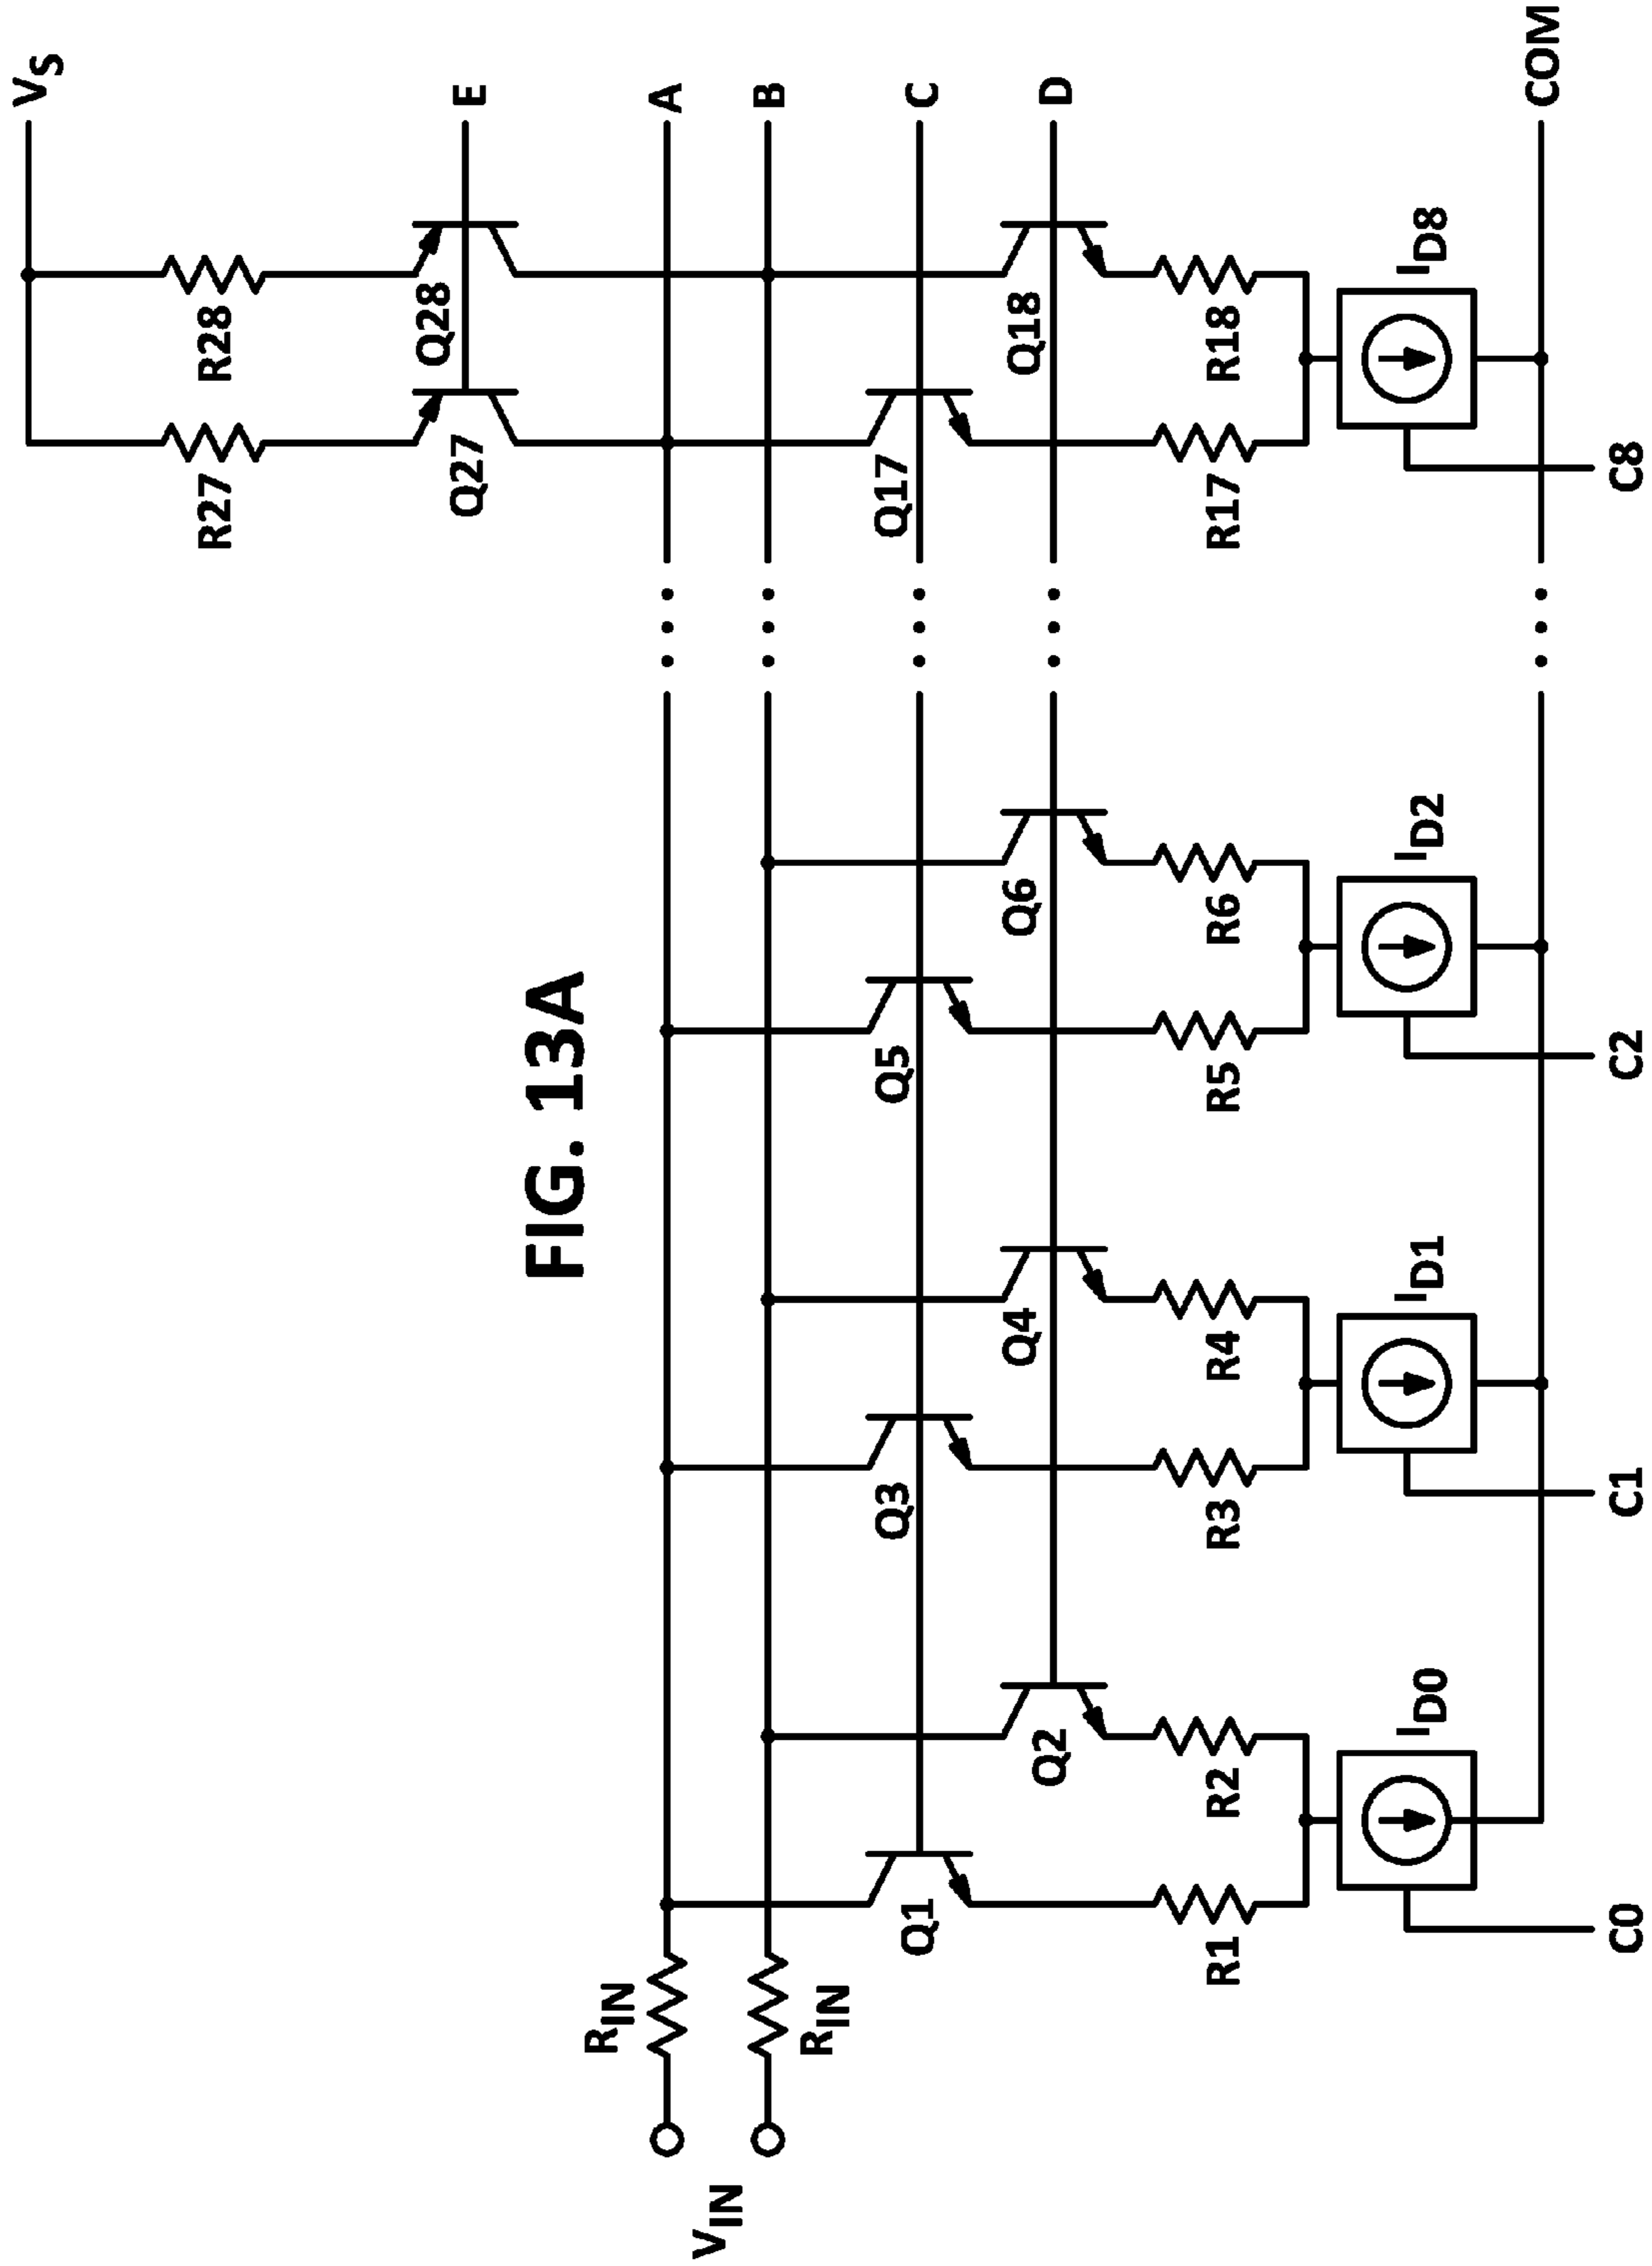 FIG. 13A
VS
R27
R28
Q27
Q28
E
A
B
C
D
RIN
RIN
VIN
Q1
Q2
Q3
Q4
Q5
Q6
Q17
Q18
R1
R2
R3
R4
R5
R6
R17
R18
ID0
ID1
ID2
ID8
C0
C1
C2
C8
COM